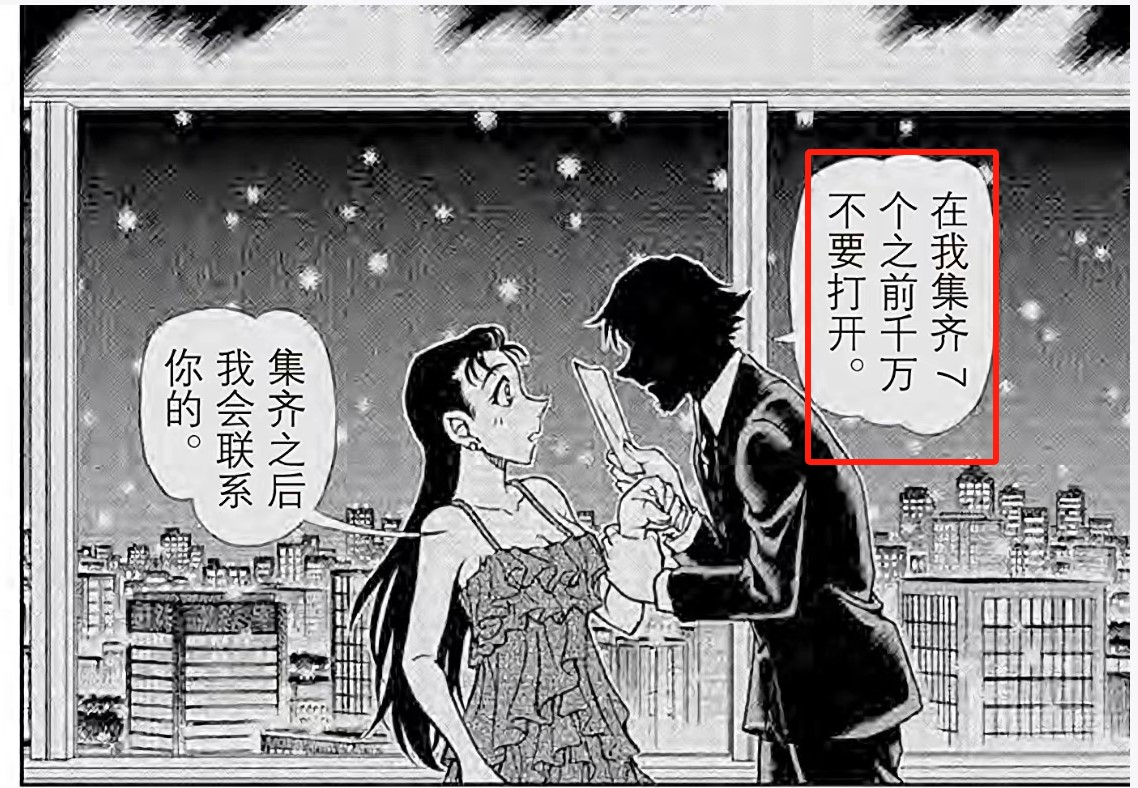 在我集齐7
个之前千万
不要打开。
集齐之后
我会联系
你的。